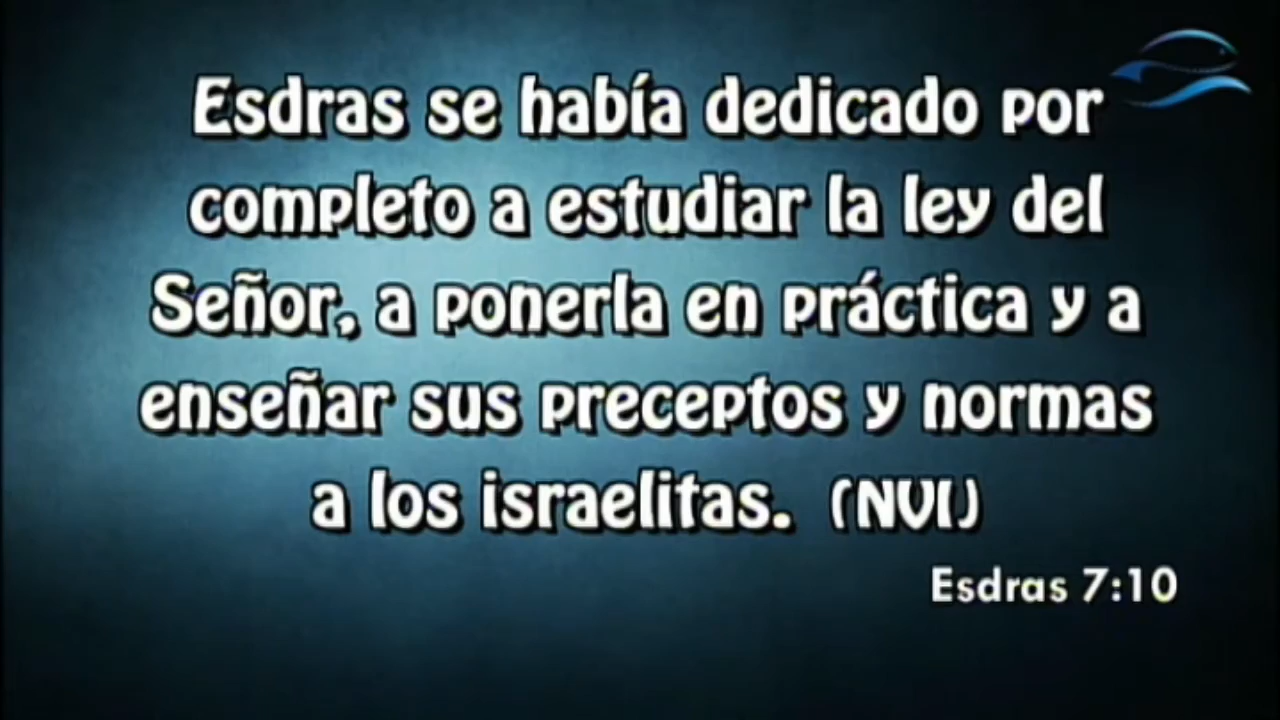 Esdras se había dedicado por
completo a estudiar la ley del
Señor, a ponerla en práctica y a
enseñar sus preceptos y normas
a los israelitas. (NVI)
Esdras 7:10